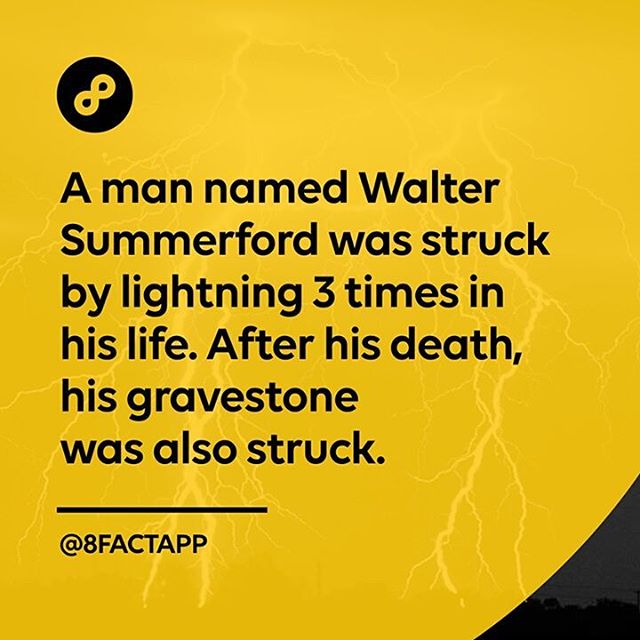 A man named Walter
Summerford was struck
by lightning 3 times in
his life. After his death,
his gravestone
was also struck.
@8FACTAPP